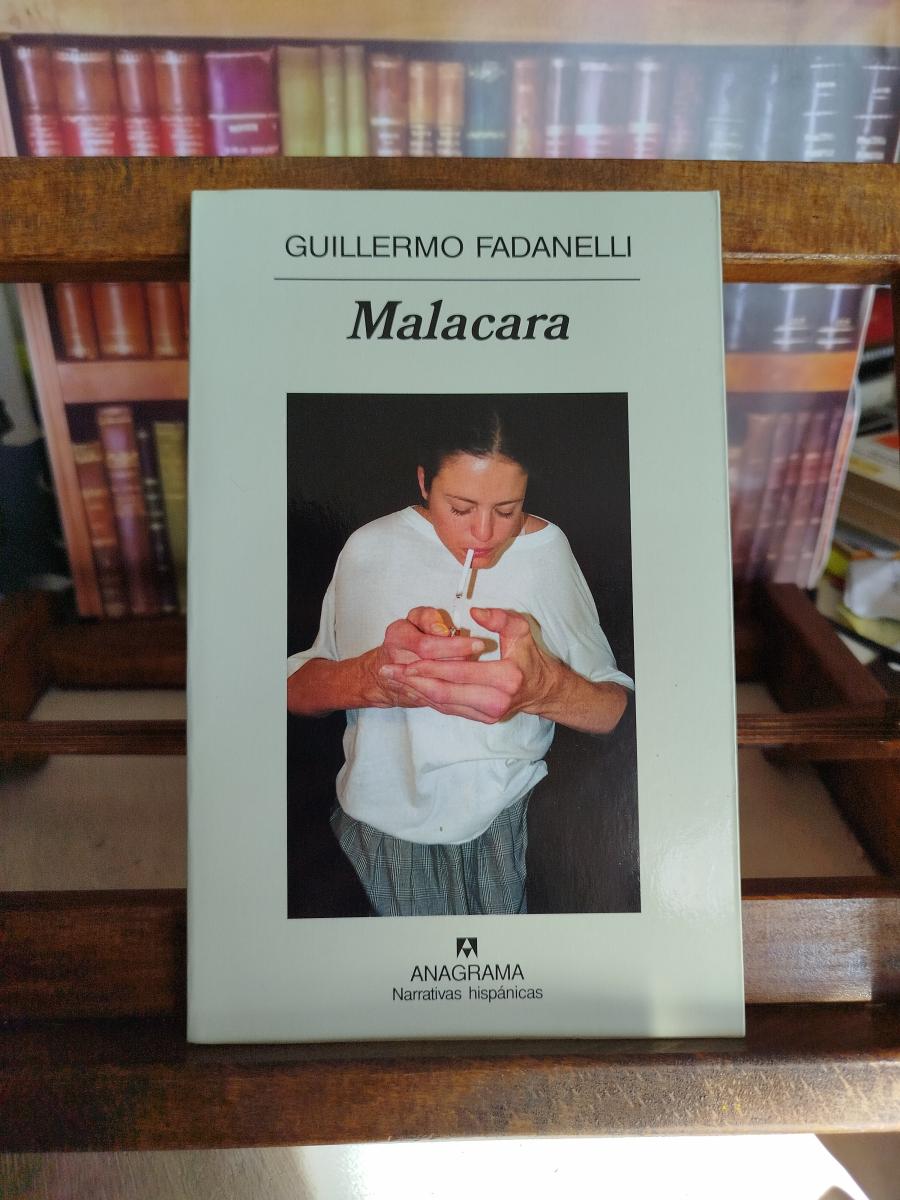 GUILLERMO FADANELLI
Malacara
ANAGRAMA
Narrativas hispánicas